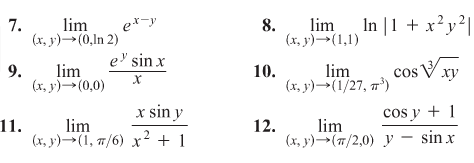 7. lim (x, y)→(0,ln 2) e^(x−y)
8. lim (x, y)→(1,1) ln |1 + x²y²|
9. lim (x, y)→(0,0) (e^y sin x)/x
10. lim (x, y)→(1/27, π³) cos ∛(xy)
11. lim (x, y)→(1, π/6) (x sin y)/(x² + 1)
12. lim (x, y)→(π/2,0) (cos y + 1)/(y − sin x)